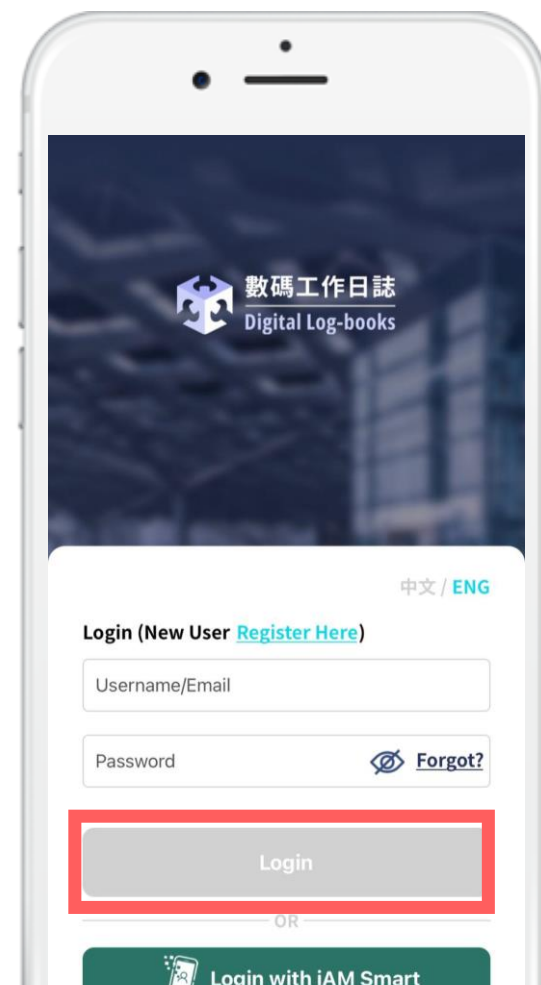 數碼工作日誌
Digital Log-books
中文 / ENG
Login (New User Register Here)
Username/Email
Password Forgot?
Login
OR
Login with iAM Smart